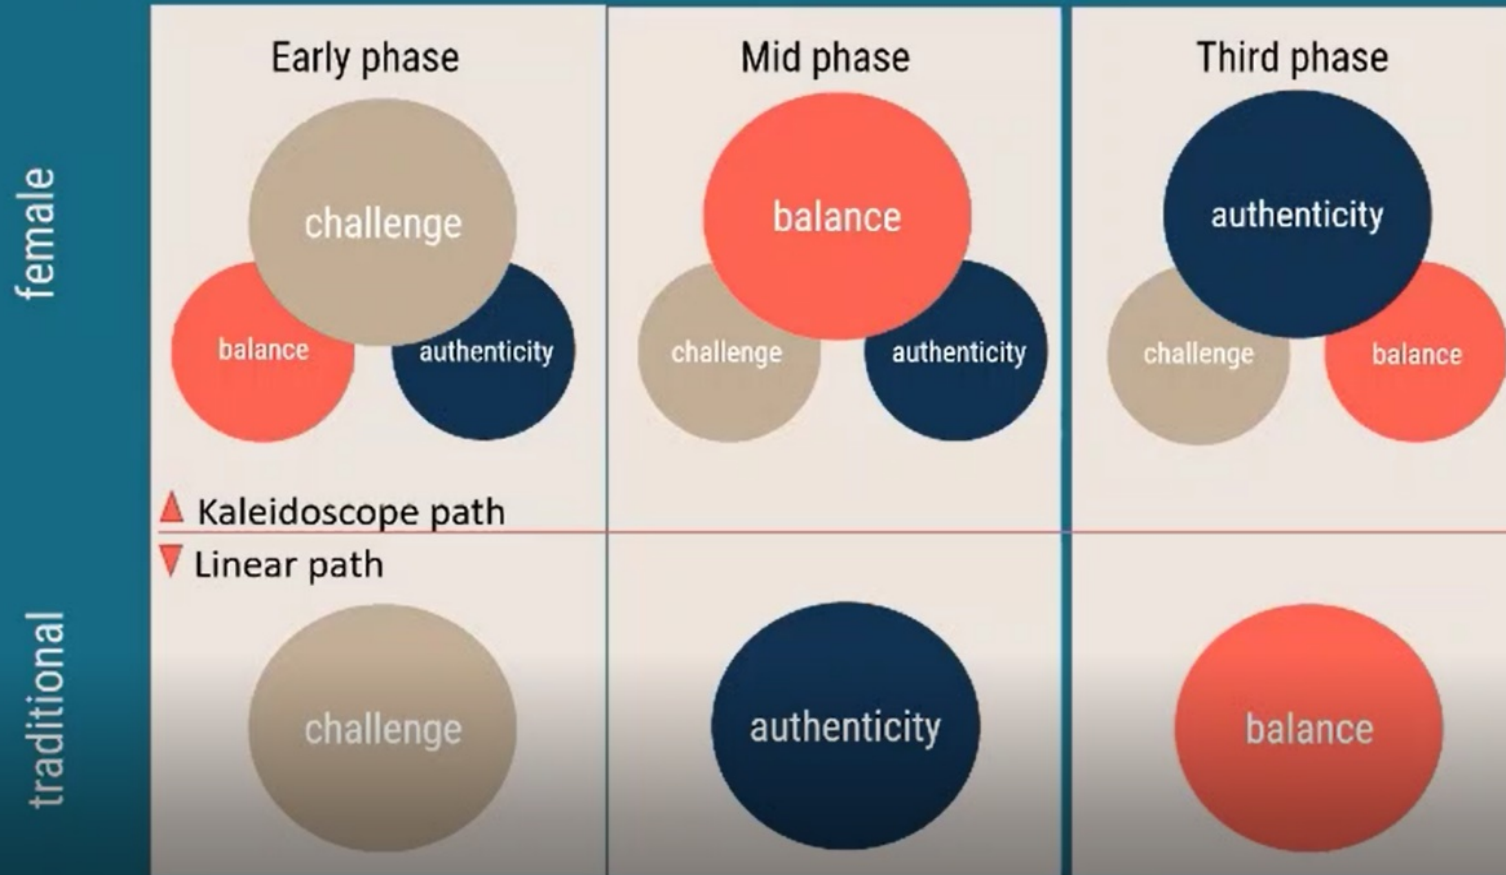 Early phase
Mid phase
Third phase
female
challenge
balance
authenticity
balance
challenge
authenticity
authenticity
challenge
balance
Kaleidoscope path
Linear path
traditional
challenge
authenticity
balance